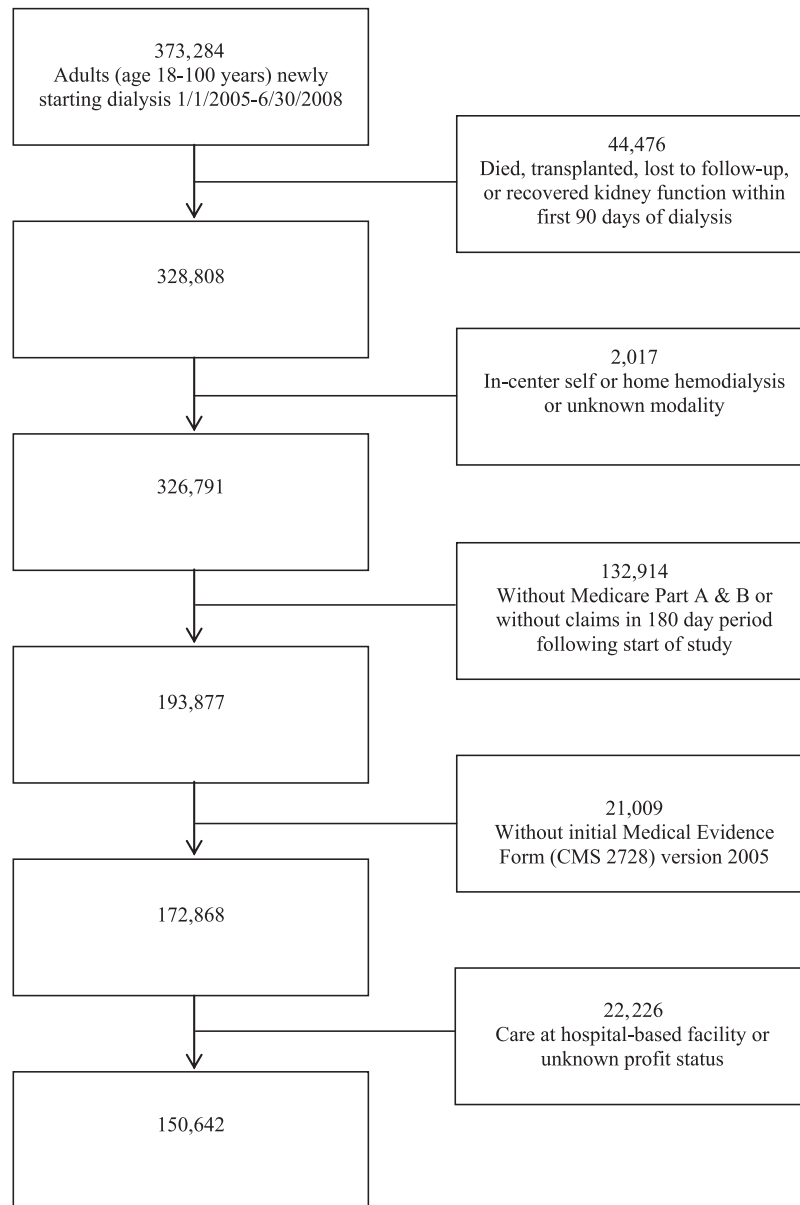 373,284
Adults (age 18-100 years) newly
starting dialysis 1/1/2005-6/30/2008
44,476
Died, transplanted, lost to follow-up,
or recovered kidney function within
first 90 days of dialysis
328,808
2,017
In-center self or home hemodialysis
or unknown modality
326,791
132,914
Without Medicare Part A & B or
without claims in 180 day period
following start of study
193,877
21,009
Without initial Medical Evidence
Form (CMS 2728) version 2005
172,868
22,226
Care at hospital-based facility or
unknown profit status
150,642